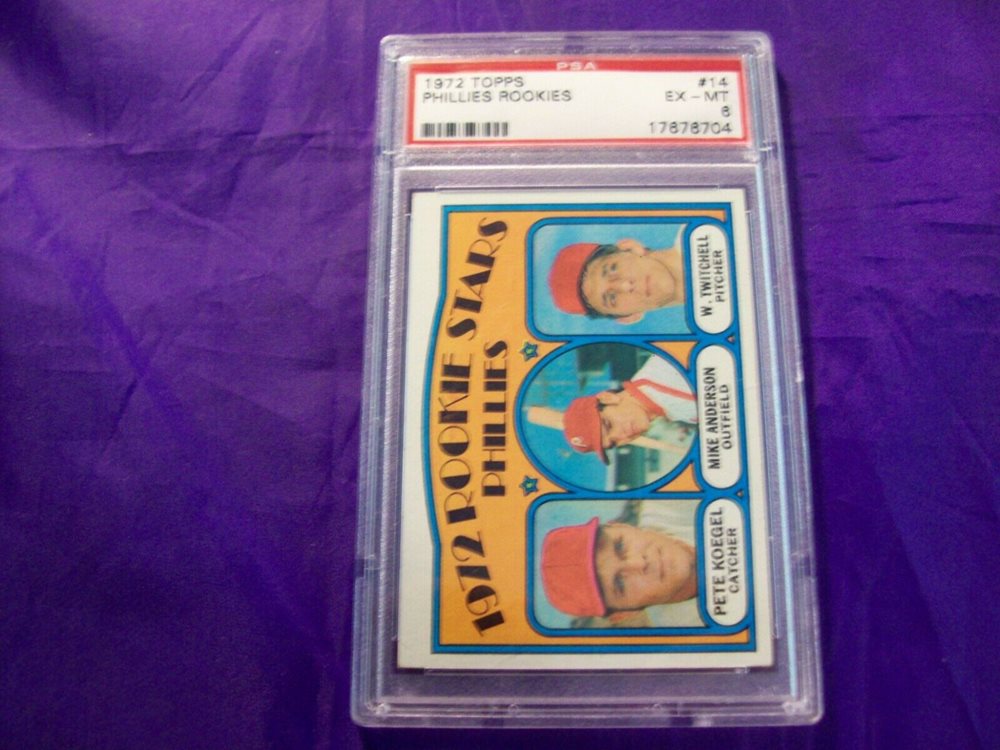 PSA
1972 TOPPS #14
PHILLIES ROOKIES EX - MT
6
17676704
1972 ROOKIE STARS
PHILLIES
PETE KOEGEL
CATCHER
MIKE ANDERSON
OUTFIELD
W. TWITCHELL
PITCHER